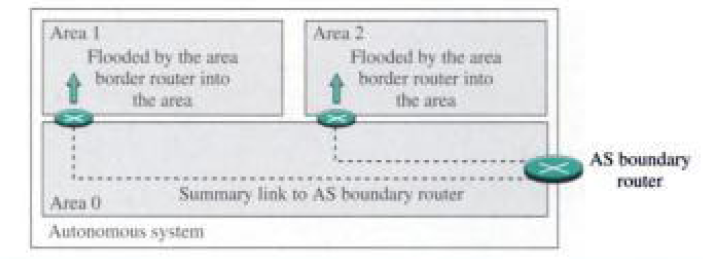 Area 1
Flooded by the area
border router into
the area
Area 2
Flooded by the area
border router into
the area
AS boundary
router
Summary link to AS boundary router
Area 0
Autonomous system